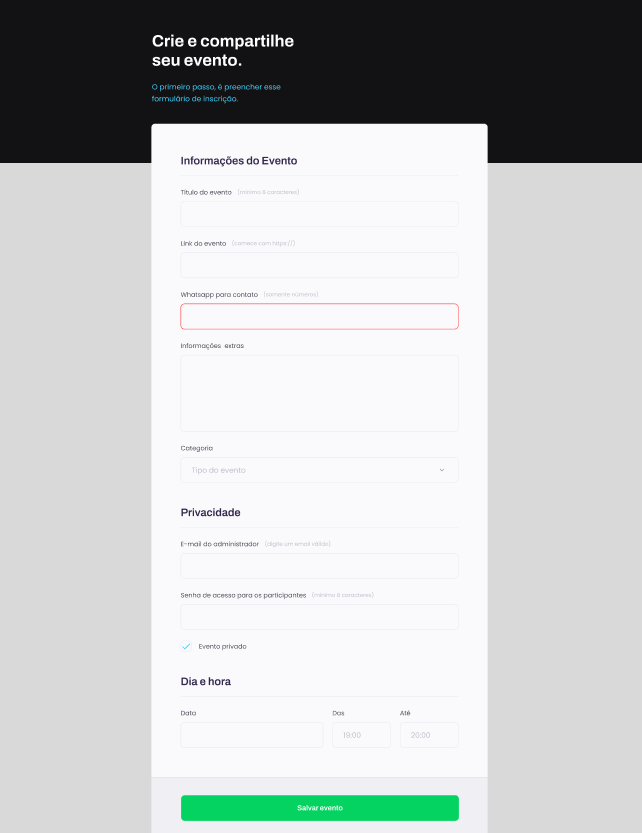 Crie e compartilhe
seu evento.
O primeiro passo, é preencher esse
formulário de inscrição.
Informações do Evento
Título do evento (mínimo 6 caracteres)
Link do evento (comece com https://)
Whatsapp para contato (somente números)
Informações extras
Categoria
Tipo do evento
Privacidade
E-mail do administrador (digite um email válido)
Senha de acesso para os participantes (mínimo 6 caracteres)
Evento privado
Dia e hora
Data Das Até
19:00 20:00
Salvar evento